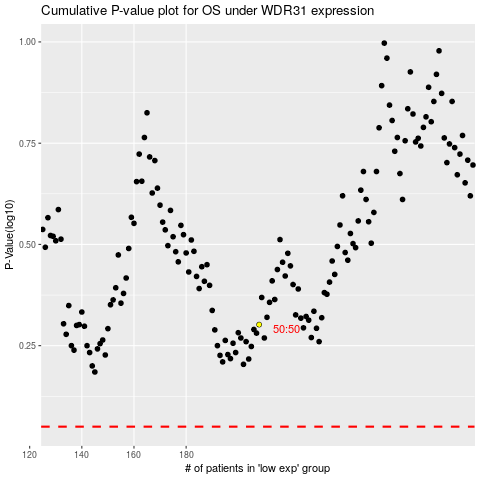 Cumulative P-value plot for OS under WDR31 expression
1.00
0.75
0.50
0.25
P-Value(log10)
50:50
120 140 160 180
# of patients in 'low exp' group